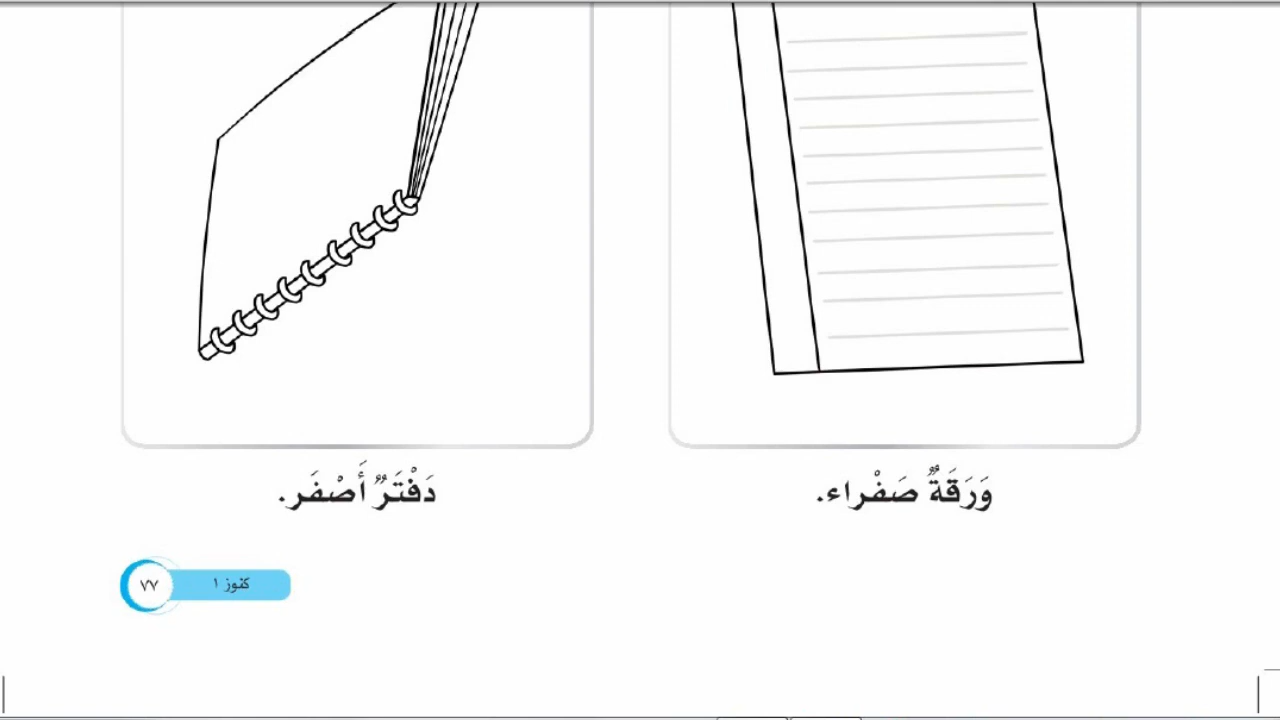 وَرَقَةٌ صَفْراء.
دَفْتَرٌ أَصْفَر.
كنوز ١
٧٧